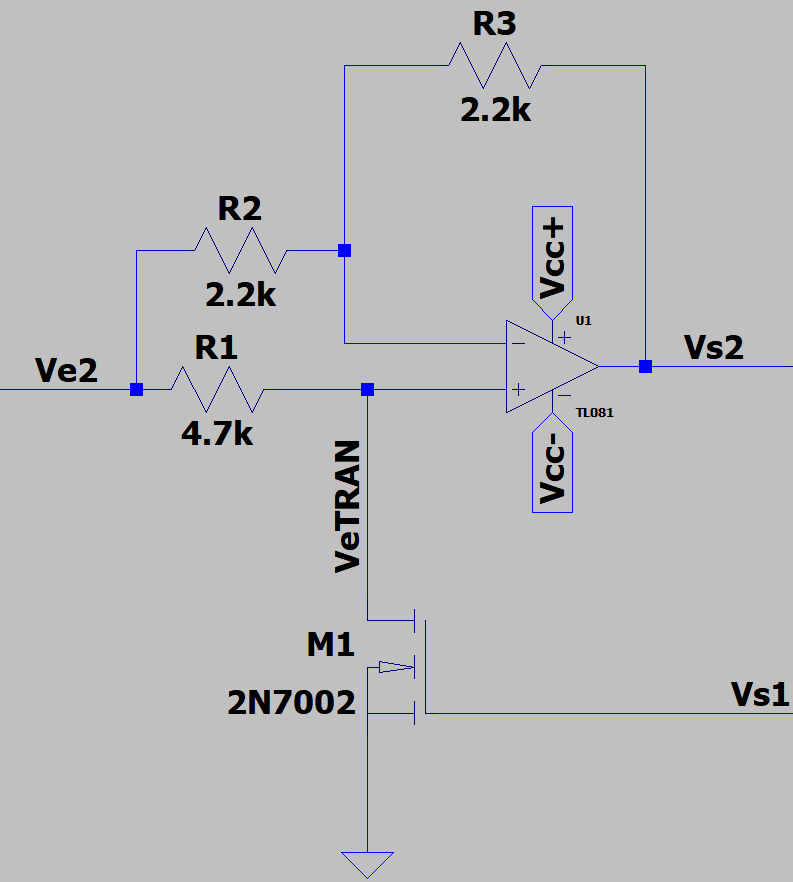 R3
2.2k
R2
2.2k
Vcc+
U1
+
R1
Ve2
4.7k
−
+
−
Vs2
TL081
Vcc-
VeTRAN
M1
2N7002
Vs1